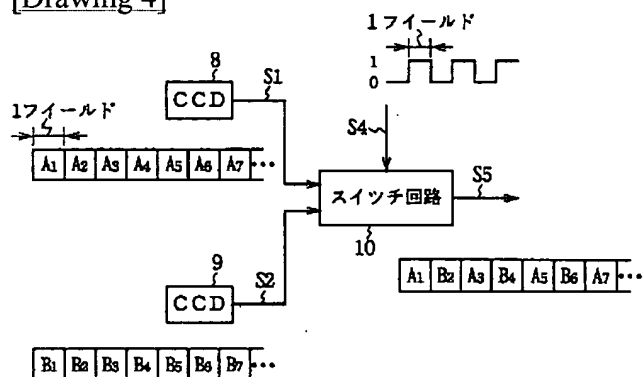 [Drawing 4]
1フィールド
1
0
8
CCD
S1
1フィールド
A1 A2 A3 A4 A5 A6 A7 …
S4
スイッチ回路
10
S5
9
CCD
S2
A1 B2 A3 B4 A5 B6 A7 …
B1 B2 B3 B4 B5 B6 B7 …